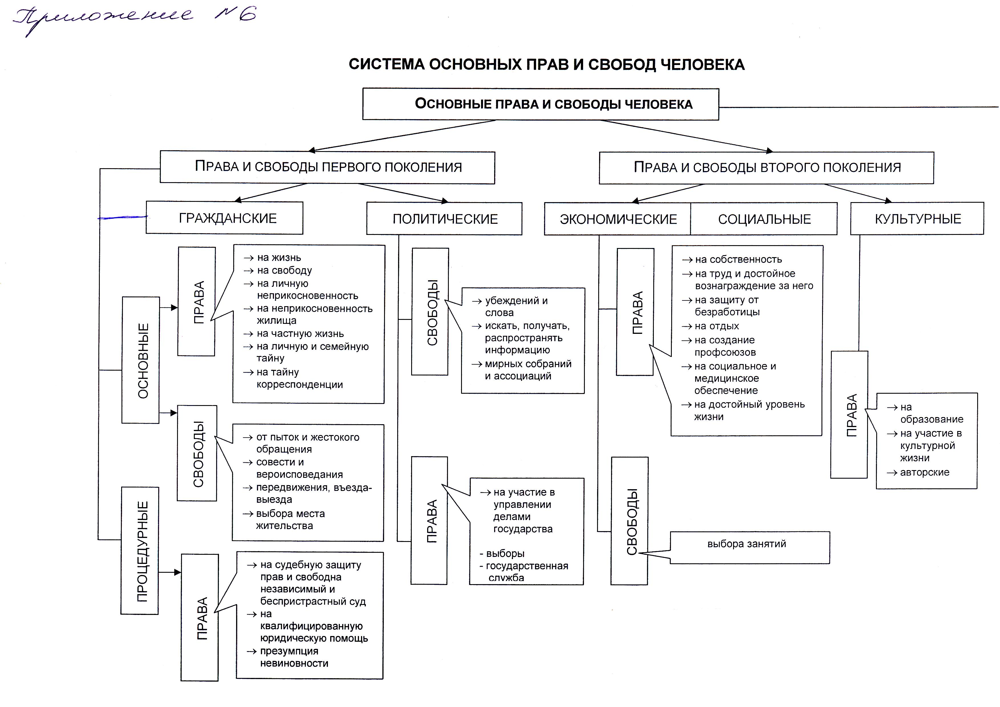 Приложение №6
СИСТЕМА ОСНОВНЫХ ПРАВ И СВОБОД ЧЕЛОВЕКА
ОСНОВНЫЕ ПРАВА И СВОБОДЫ ЧЕЛОВЕКА
ПРАВА И СВОБОДЫ ПЕРВОГО ПОКОЛЕНИЯ
ПРАВА И СВОБОДЫ ВТОРОГО ПОКОЛЕНИЯ
ГРАЖДАНСКИЕ
ПОЛИТИЧЕСКИЕ
ЭКОНОМИЧЕСКИЕ
СОЦИАЛЬНЫЕ
КУЛЬТУРНЫЕ
ОСНОВНЫЕ
ПРАВА
→ на жизнь
→ на свободу
→ на личную
неприкосновенность
→ на неприкосновенность
жилища
→ на частную жизнь
→ на личную и семейную
тайну
→ на тайну
корреспонденции
СВОБОДЫ
→ от пыток и жестокого
обращения
→ совести и
вероисповедания
→ передвижения, въезда-
выезда
→ выбора места
жительства
ПРОЦЕДУРНЫЕ
ПРАВА
→ на судебную защиту
прав и свободна
независимый и
беспристрастный суд
→ на
квалифицированную
юридическую помощь
→ презумпция
невиновности
СВОБОДЫ
→ убеждений и
слова
→ искать, получать,
распространять
информацию
→ мирных собраний
и ассоциаций
ПРАВА
→ на участие в
управлении
делами
государства
- выборы
- государственная
служба
ПРАВА
→ на собственность
→ на труд и достойное
вознаграждение за него
→ на защиту от
безработицы
→ на отдых
→ на создание
профсоюзов
→ на социальное и
медицинское
обеспечение
→ на достойный уровень
жизни
СВОБОДЫ
выбора занятий
ПРАВА
→ на
образование
→ на участие в
культурной
жизни
→ авторские